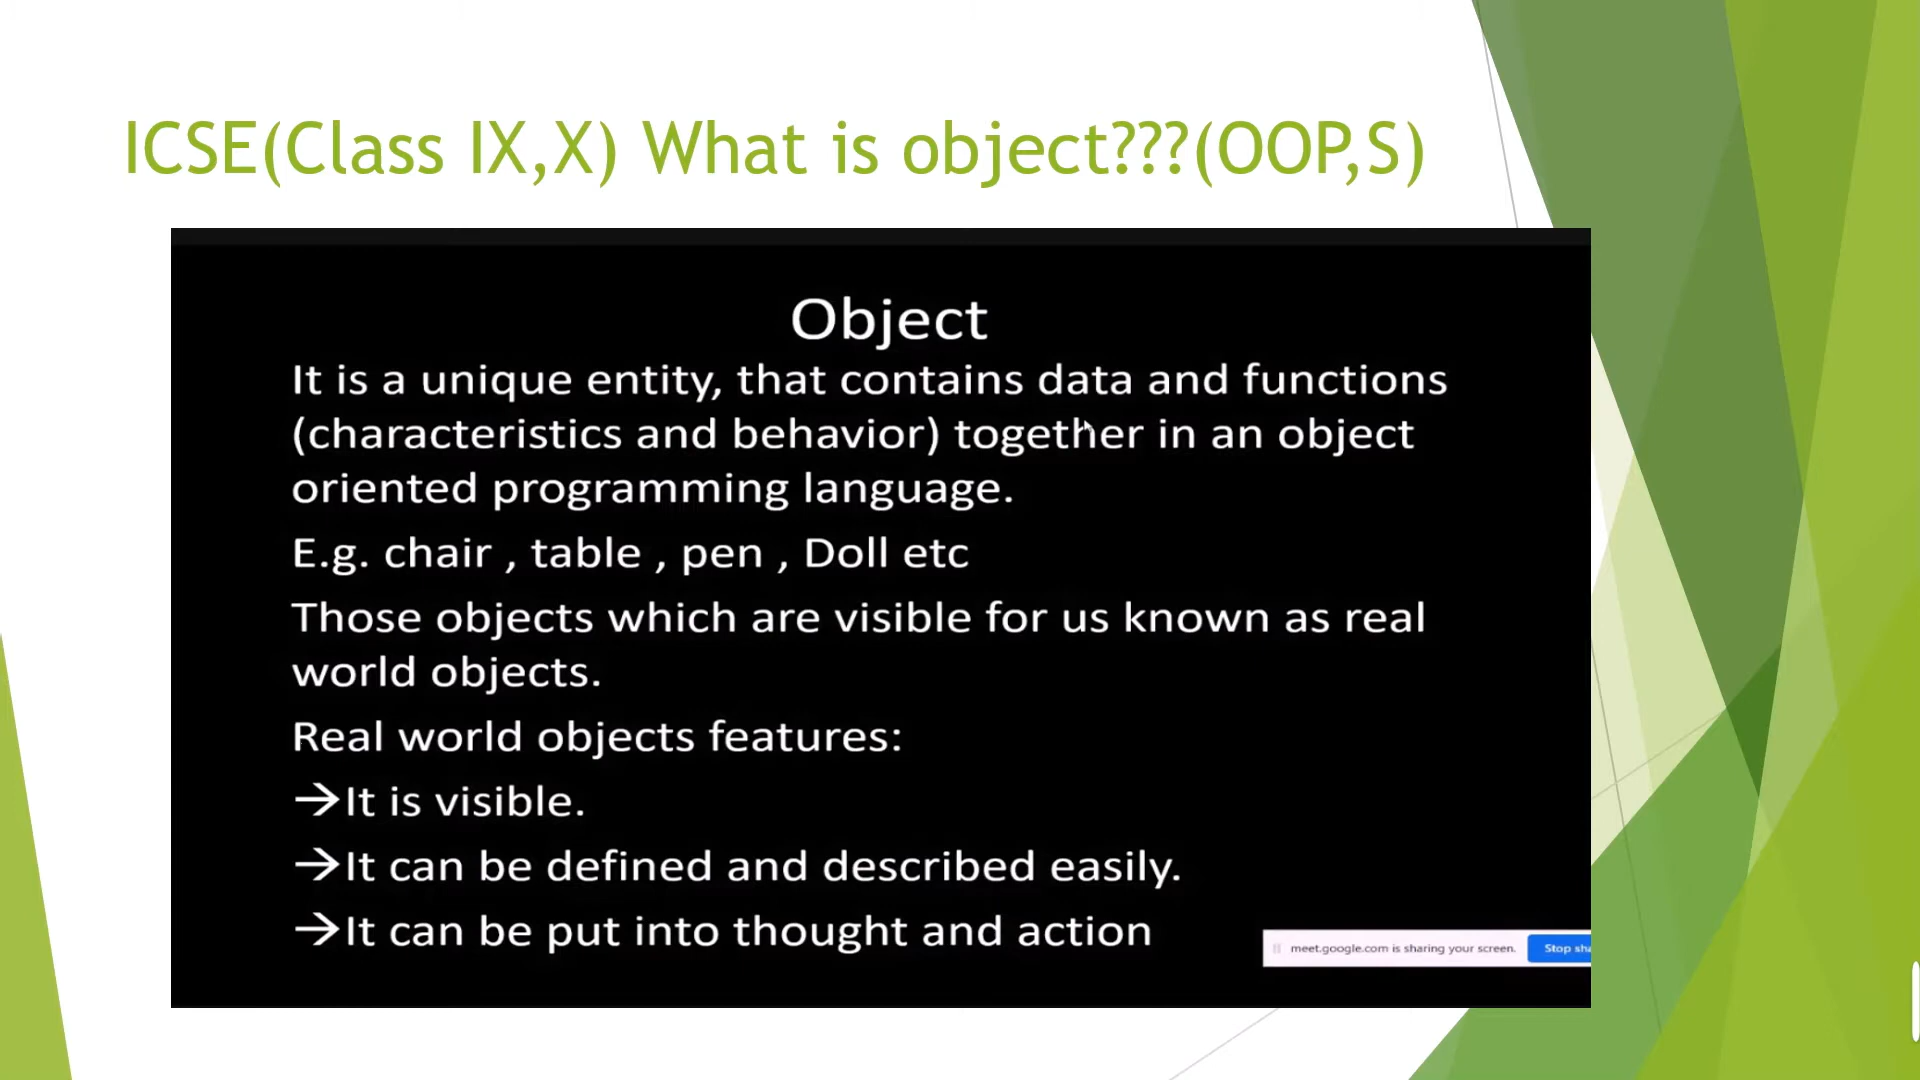 ICSE(Class IX,X) What is object???(OOP,S)
Object
It is a unique entity, that contains data and functions
(characteristics and behavior) together in an object
oriented programming language.
E.g. chair , table , pen , Doll etc
Those objects which are visible for us known as real
world objects.
Real world objects features:
→It is visible.
→It can be defined and described easily.
→It can be put into thought and action
meet.google.com is sharing your screen.
Stop sha